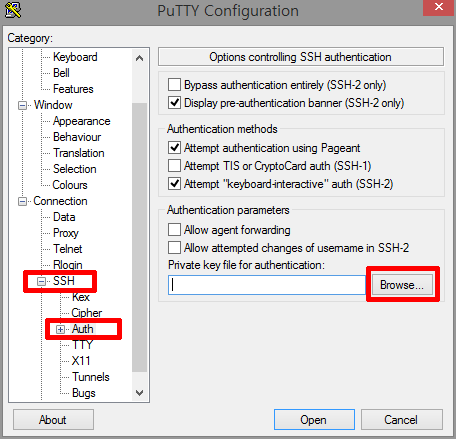 PuTTY Configuration
Category:
Keyboard
Bell
Features
Window
Appearance
Behaviour
Translation
Selection
Colours
Connection
Data
Proxy
Telnet
Rlogin
SSH
Kex
Cipher
Auth
TTY
X11
Tunnels
Bugs
Options controlling SSH authentication
Bypass authentication entirely (SSH-2 only)
Display pre-authentication banner (SSH-2 only)
Authentication methods
Attempt authentication using Pageant
Attempt TIS or CryptoCard auth (SSH-1)
Attempt "keyboard-interactive" auth (SSH-2)
Authentication parameters
Allow agent forwarding
Allow attempted changes of username in SSH-2
Private key file for authentication:
Browse...
About
Open
Cancel